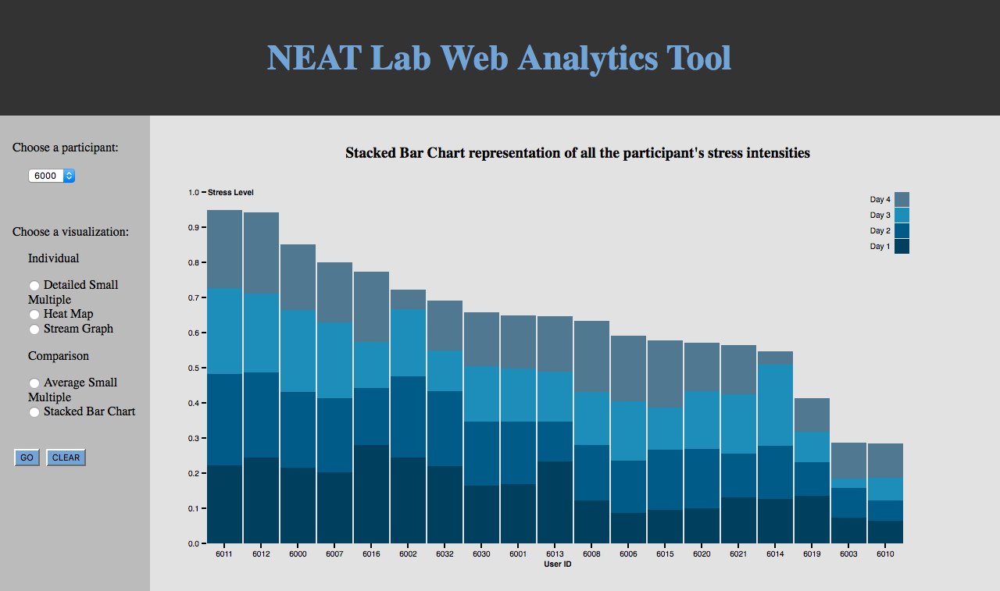 NEAT Lab Web Analytics Tool
Choose a participant:
6000
Choose a visualization:
Individual
Detailed Small
Multiple
Heat Map
Stream Graph
Comparison
Average Small
Multiple
Stacked Bar Chart
GO CLEAR
Stacked Bar Chart representation of all the participant's stress intensities
1.0 Stress Level
0.9
0.8
0.7
0.6
0.5
0.4
0.3
0.2
0.1
0.0
Day 4
Day 3
Day 2
Day 1
6011 6012 6000 6007 6016 6002 6032 6030 6001 6013 6008 6006 6015 6020 6021 6014 6019 6003 6010
User ID